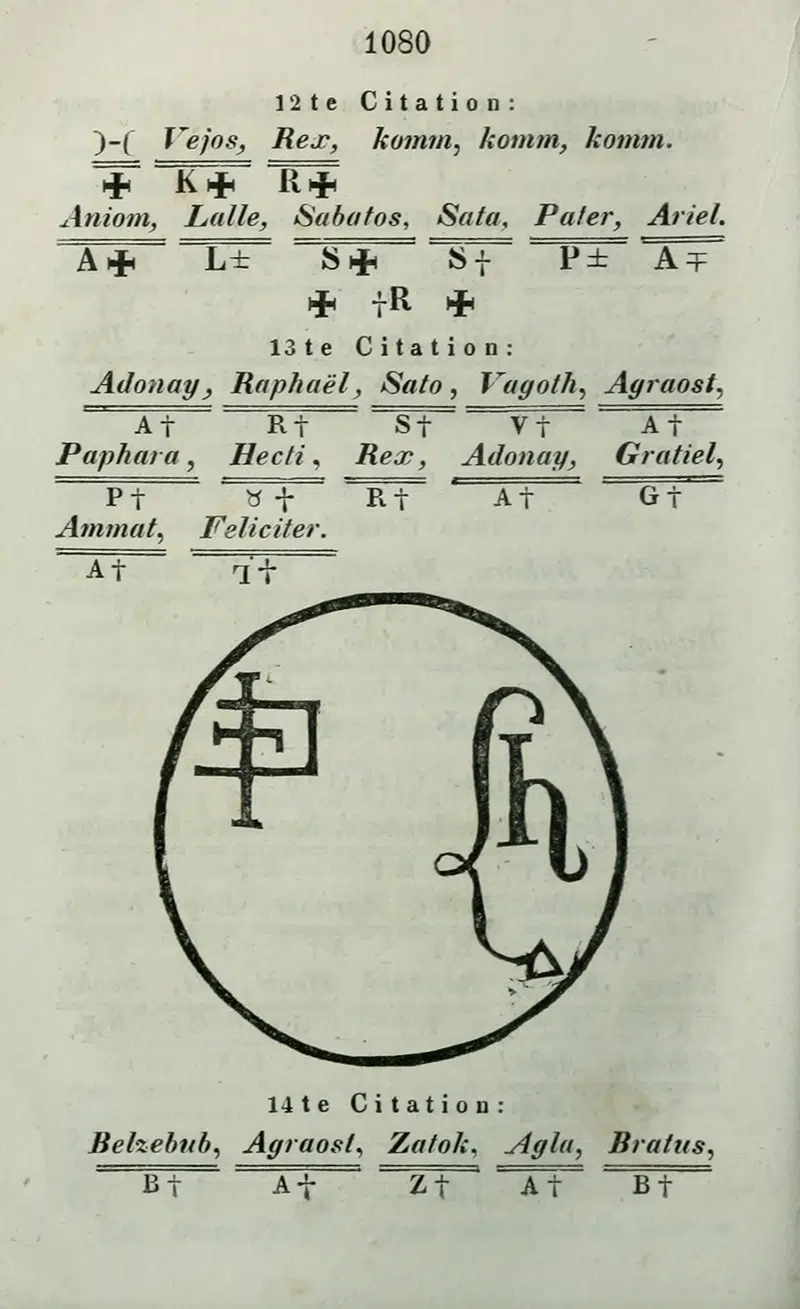 1080
12te Citation:
)-( Vejos, Rex, komm, komm, komm.
✠ K✠ R✠
Aniom, Lalle, Sabatos, Sata, Pater, Ariel.
A✠ L± S✠ S† P± A∓
✠ †R ✠
13te Citation:
Adonay, Raphaël, Sato, Vagoth, Agraost,
A† R† S† V† A†
Paphara, Hecti, Rex, Adonay, Gratiel,
P† ♉† R† A† G†
Ammat, Feliciter.
A† †
h
14te Citation:
Belzebub, Agraost, Zatok, Agla, Bratus,
B† A† Z† A† B†